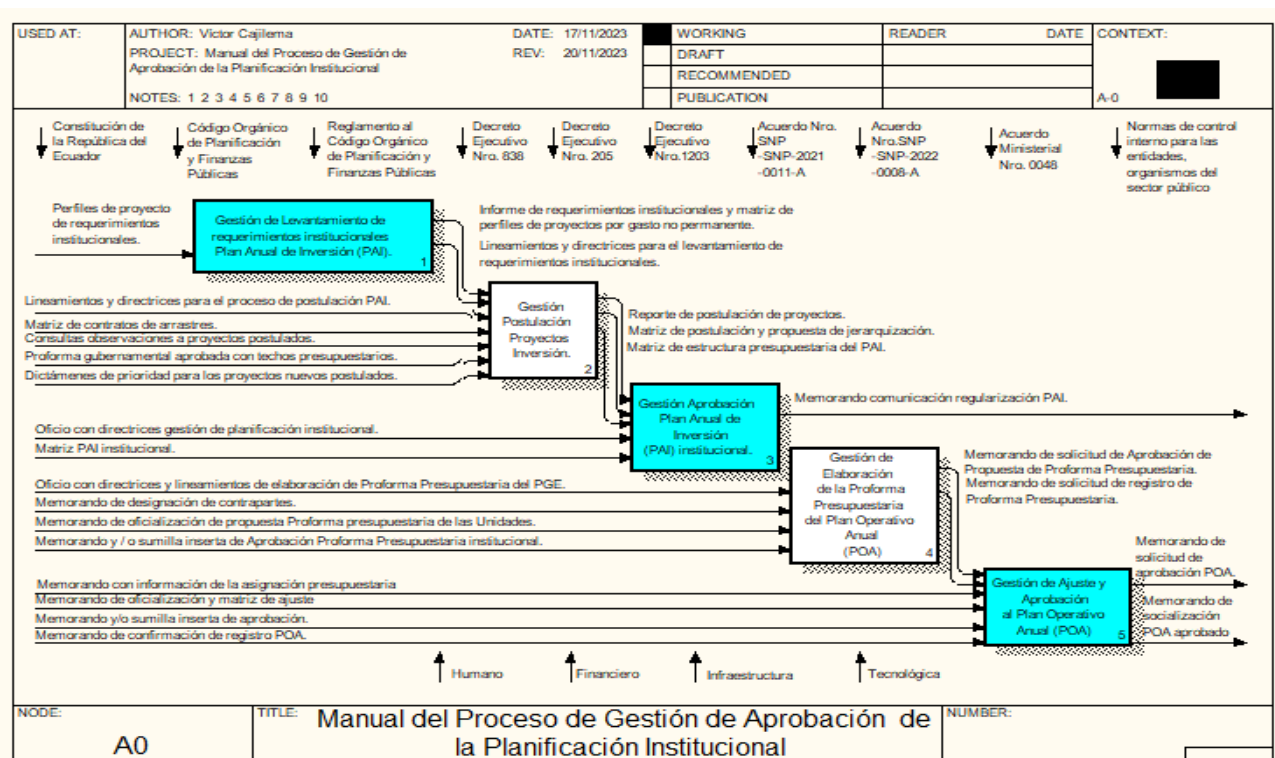 USED AT:
AUTHOR: Victor Cajilema
DATE: 17/11/2023
PROJECT: Manual del Proceso de Gestión de
Aprobación de la Planificación Institucional
REV: 20/11/2023
NOTES: 1 2 3 4 5 6 7 8 9 10
WORKING
DRAFT
RECOMMENDED
PUBLICATION
READER
DATE
CONTEXT:
A-0
Constitución de
la República del
Ecuador
Código Orgánico
de Planificación
y Finanzas
Públicas
Reglamento al
Código Orgánico
de Planificación y
Finanzas Públicas
Decreto
Ejecutivo
Nro. 838
Decreto
Ejecutivo
Nro. 205
Decreto
Ejecutivo
Nro.1203
Acuerdo Nro.
SNP
-SNP-2021
-0011-A
Acuerdo
Nro.SNP
-SNP-2022
-0008-A
Acuerdo
Ministerial
Nro. 0048
Normas de control
interno para las
entidades,
organismos del
sector público
Perfiles de proyecto
de requerimientos
institucionales.
Gestión de Levantamiento de
requerimientos institucionales
Plan Anual de Inversión (PAI).
1
Informe de requerimientos institucionales y matriz de
perfiles de proyectos por gasto no permanente.
Lineamientos y directrices para el levantamiento de
requerimientos institucionales.
Lineamientos y directrices para el proceso de postulación PAI.
Matriz de contratos de arrastres.
Consultas observaciones a proyectos postulados.
Proforma gubernamental aprobada con techos presupuestarios.
Dictámenes de prioridad para los proyectos nuevos postulados.
Gestión
Postulación
Proyectos
Inversión.
2
Reporte de postulación de proyectos.
Matriz de postulación y propuesta de jerarquización.
Matriz de estructura presupuestaria del PAI.
Oficio con directrices gestión de planificación institucional.
Matriz PAI institucional.
Gestión Aprobación
Plan Anual de
Inversión
(PAI) institucional.
3
Memorando comunicación regularización PAI.
Oficio con directrices y lineamientos de elaboración de Proforma Presupuestaria del PGE.
Memorando de designación de contrapartes.
Memorando de oficialización de propuesta Proforma presupuestaria de las Unidades.
Memorando y / o sumilla inserta de Aprobación Proforma Presupuestaria institucional.
Gestión de
Elaboración
de la Proforma
Presupuestaria
del Plan Operativo
Anual
(POA)
4
Memorando de solicitud de Aprobación de
Propuesta de Proforma Presupuestaria.
Memorando de solicitud de registro de
Proforma Presupuestaria.
Memorando con información de la asignación presupuestaria
Memorando de oficialización y matriz de ajuste
Memorando y/o sumilla inserta de aprobación.
Memorando de confirmación de registro POA.
Gestión de Ajuste y
Aprobación
al Plan Operativo
Anual (POA)
5
Memorando de
solicitud de
aprobación POA.
Memorando de
socialización
POA aprobado
Humano
Financiero
Infraestructura
Tecnológica
NODE:
A0
TITLE:
Manual del Proceso de Gestión de Aprobación de
la Planificación Institucional
NUMBER: